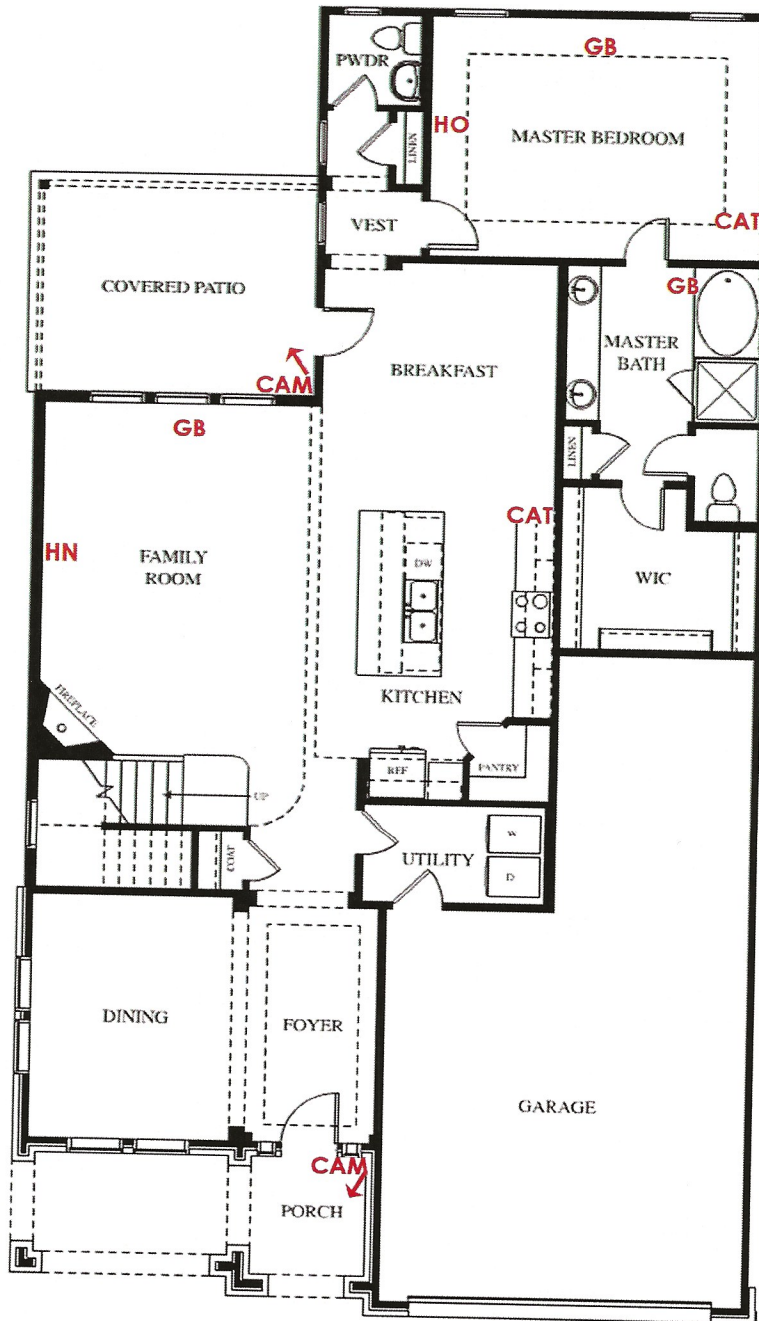 GB
PWDR
HO
MASTER BEDROOM
LINEN
CAT
VEST
COVERED PATIO
GB
MASTER
BATH
BREAKFAST
CAM
GB
LINEN
CAT
HN
FAMILY
ROOM
DW
WIC
FIREPLACE
KITCHEN
REF
PANTRY
UP
W
COAT
UTILITY
D
DINING
FOYER
GARAGE
CAM
PORCH